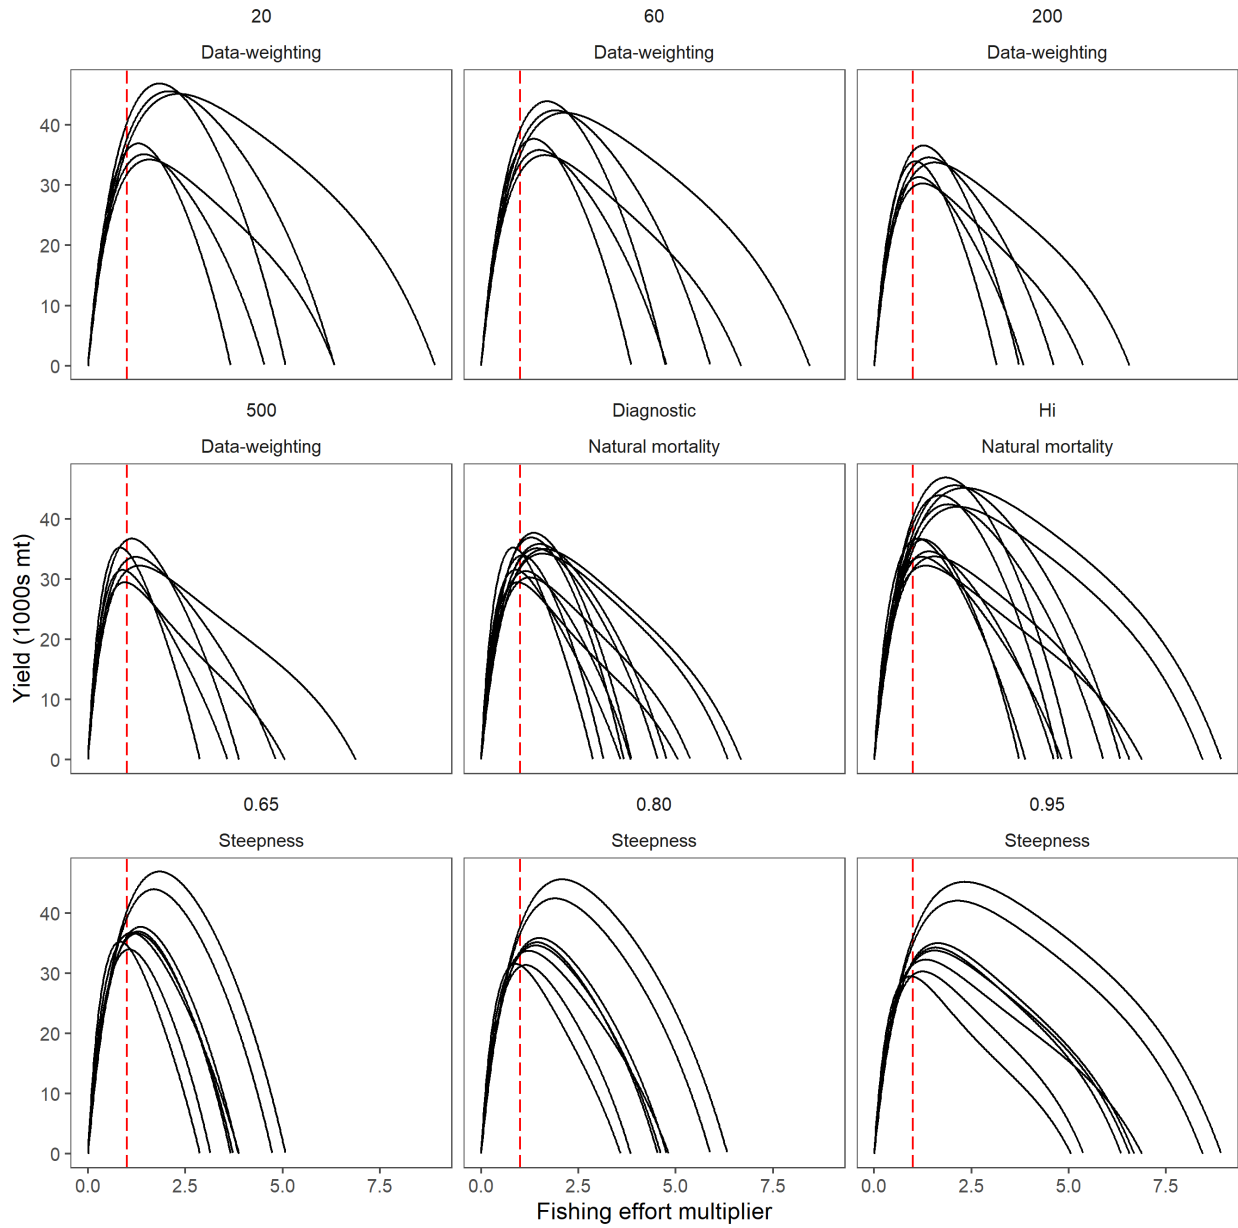 20
Data-weighting
60
Data-weighting
200
Data-weighting
40
30
20
10
0
500
Data-weighting
Diagnostic
Natural mortality
Hi
Natural mortality
40
30
20
10
0
Yield (1000s mt)
0.65
Steepness
0.80
Steepness
0.95
Steepness
40
30
20
10
0
0.0 2.5 5.0 7.5
0.0 2.5 5.0 7.5
0.0 2.5 5.0 7.5
Fishing effort multiplier